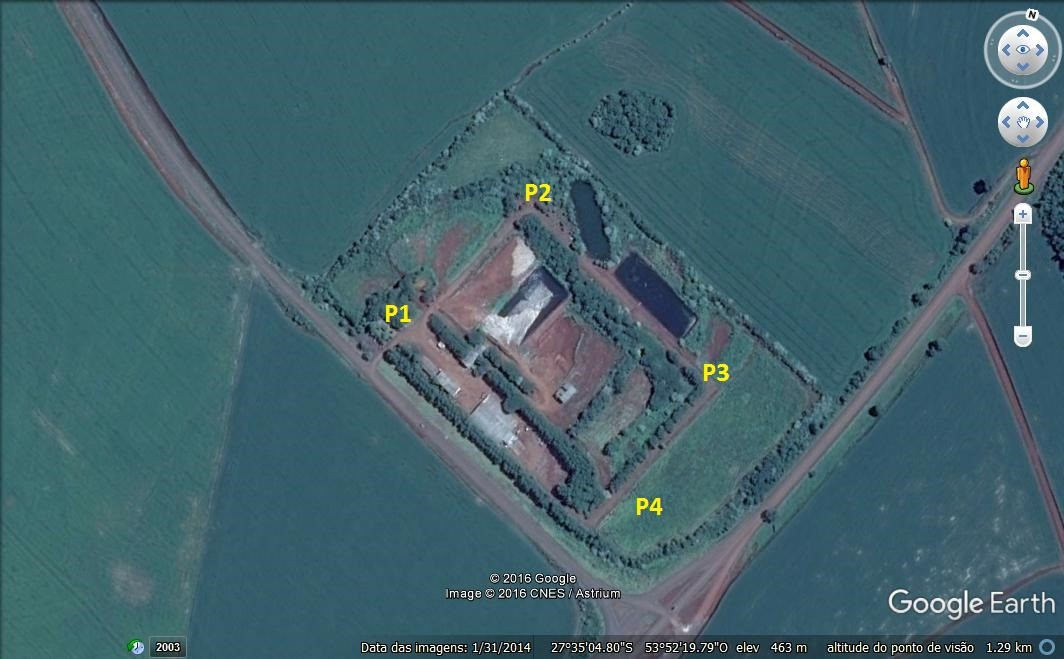 N
P2
P1
P3
P4
© 2016 Google
Image © 2016 CNES / Astrium
Google Earth
2003
Data das imagens: 1/31/2014 27°35'04.80"S 53°52'19.79"O elev 463 m altitude do ponto de visão 1.29 km